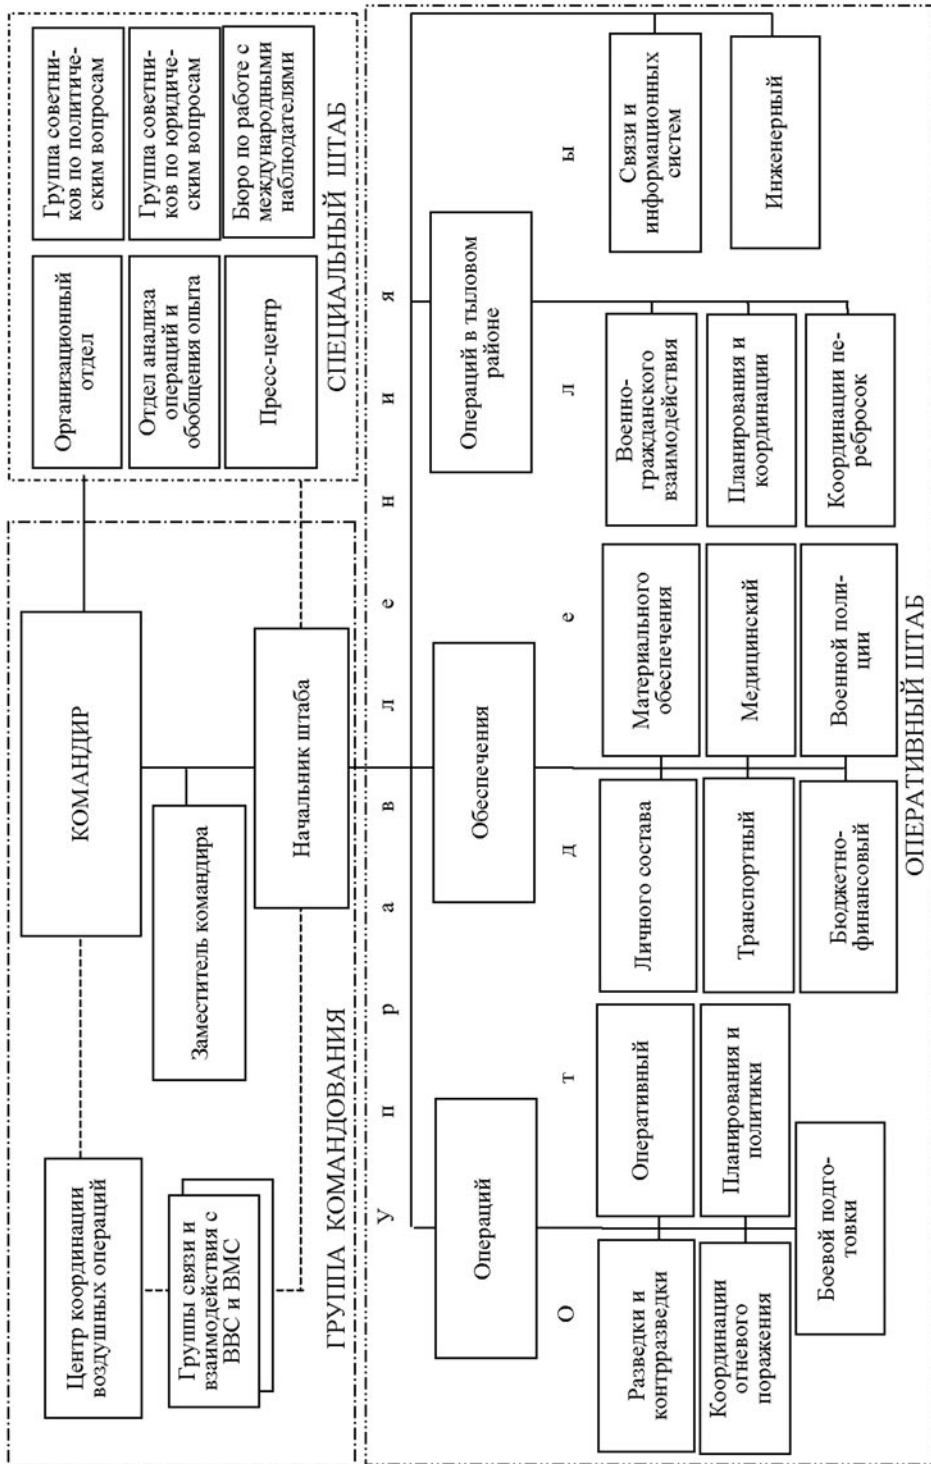 КОМАНДИР
Центр координации
воздушных операций
Заместитель командира
Группы связи и
взаимодействия с
ВВС и ВМС
Начальник штаба
ГРУППА КОМАНДОВАНИЯ
Организационный
отдел
Группа советни-
ков по политиче-
ским вопросам
Отдел анализа
операций и
обобщения опыта
Группа советни-
ков по юридиче-
ским вопросам
Пресс-центр
Бюро по работе с
международными
наблюдателями
СПЕЦИАЛЬНЫЙ ШТАБ
У п р а в л е н и я
Операций
Обеспечения
Операций в тыловом
районе
О т д е л ы
Разведки и
контрразведки
Оперативный
Координации
огневого
поражения
Планирования и
политики
Боевой подго-
товки
Личного состава
Материального
обеспечения
Транспортный
Медицинский
Бюджетно-
финансовый
Военной поли-
ции
Военно-
гражданского
взаимодействия
Планирования и
координации
Координации пе-
ребросок
Связи и
информационных
систем
Инженерный
ОПЕРАТИВНЫЙ ШТАБ